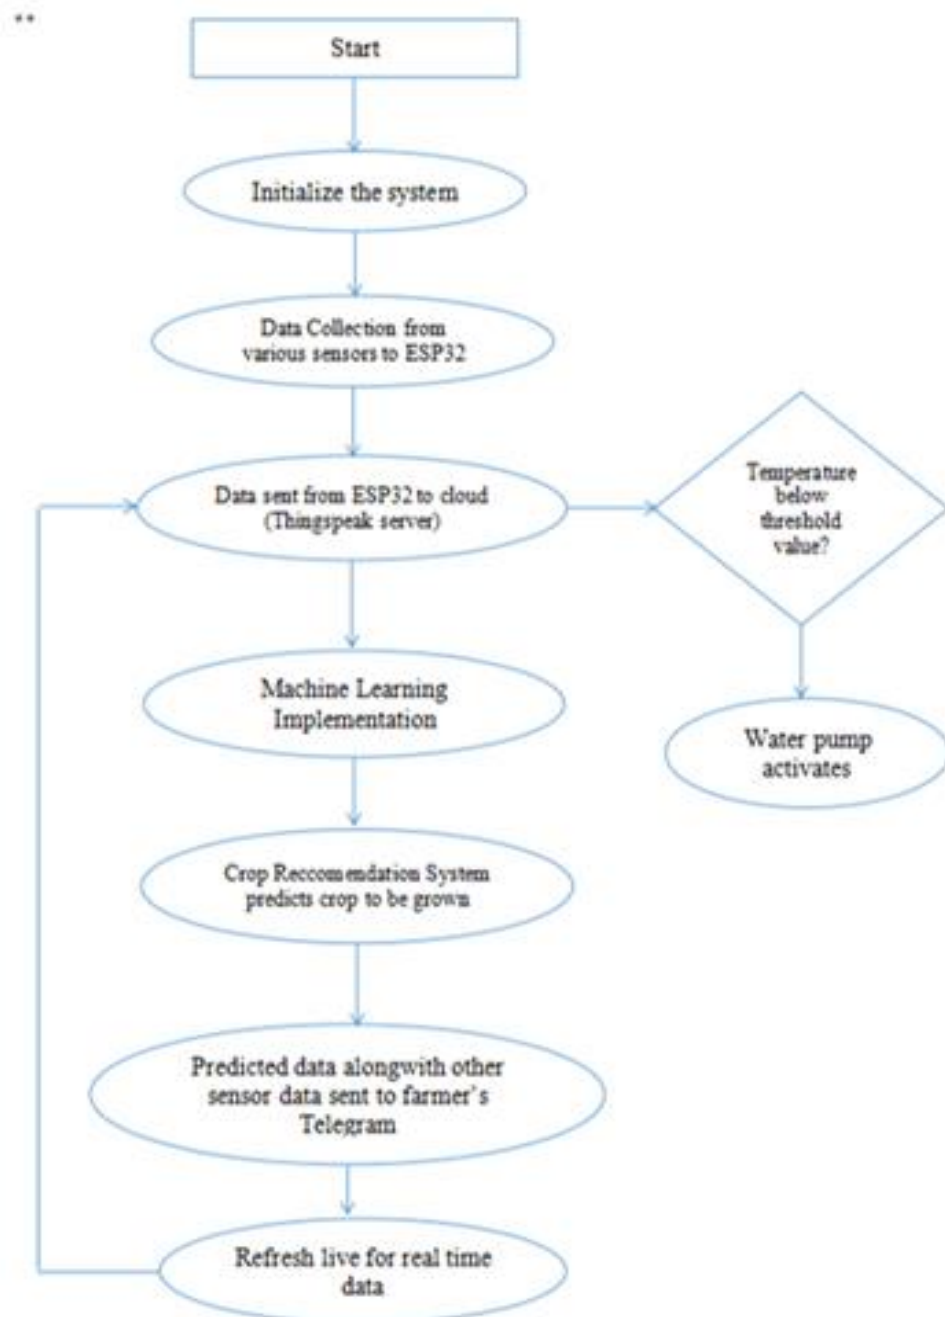 **
Start
Initialize the system
Data Collection from
various sensors to ESP32
Data sent from ESP32 to cloud
(Thingspeak server)
Temperature
below
threshold
value?
Machine Learning
Implementation
Water pump
activates
Crop Reccomendation System
predicts crop to be grown
Predicted data alongwith other
sensor data sent to farmer's
Telegram
Refresh live for real time
data